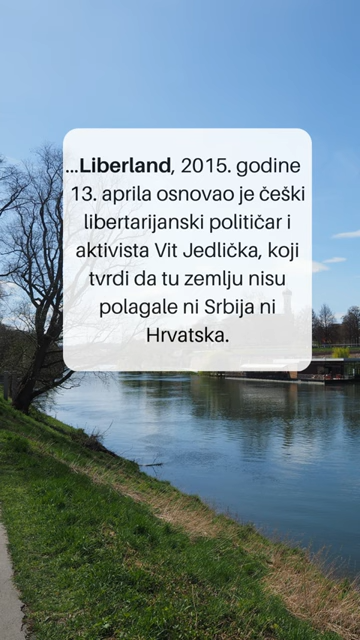 ...Liberland, 2015. godine
13. aprila osnovao je češki
libertarijanski političar i
aktivista Vit Jedlička, koji
tvrdi da tu zemlju nisu
polagale ni Srbija ni
Hrvatska.